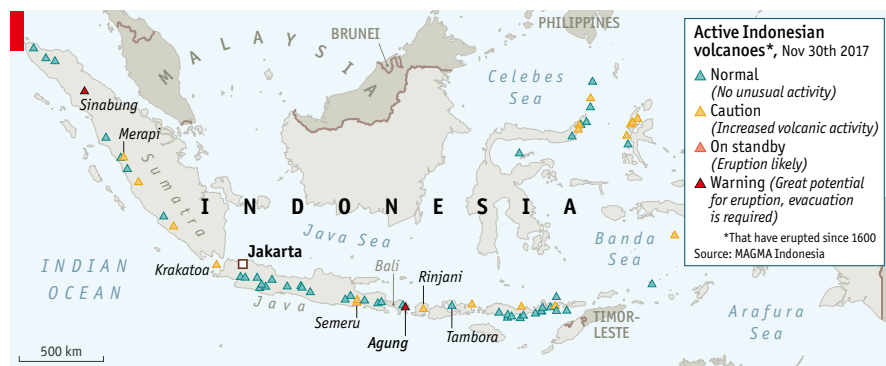 Active Indonesian
volcanoes*, Nov 30th 2017
Normal
(No unusual activity)
Caution
(Increased volcanic activity)
On standby
(Eruption likely)
Warning (Great potential
for eruption, evacuation
is required)
*That have erupted since 1600
Source: MAGMA Indonesia
PHILIPPINES
BRUNEI
MALAYSIA
Celebes
Sea
Sinabung
Merapi
Sumatra
INDONESIA
Java Sea
Banda
Sea
Jakarta
Krakatoa
INDIAN
OCEAN
Bali
Rinjani
Java
Semeru
Agung
Tambora
TIMOR-
LESTE
Arafura
Sea
500 km